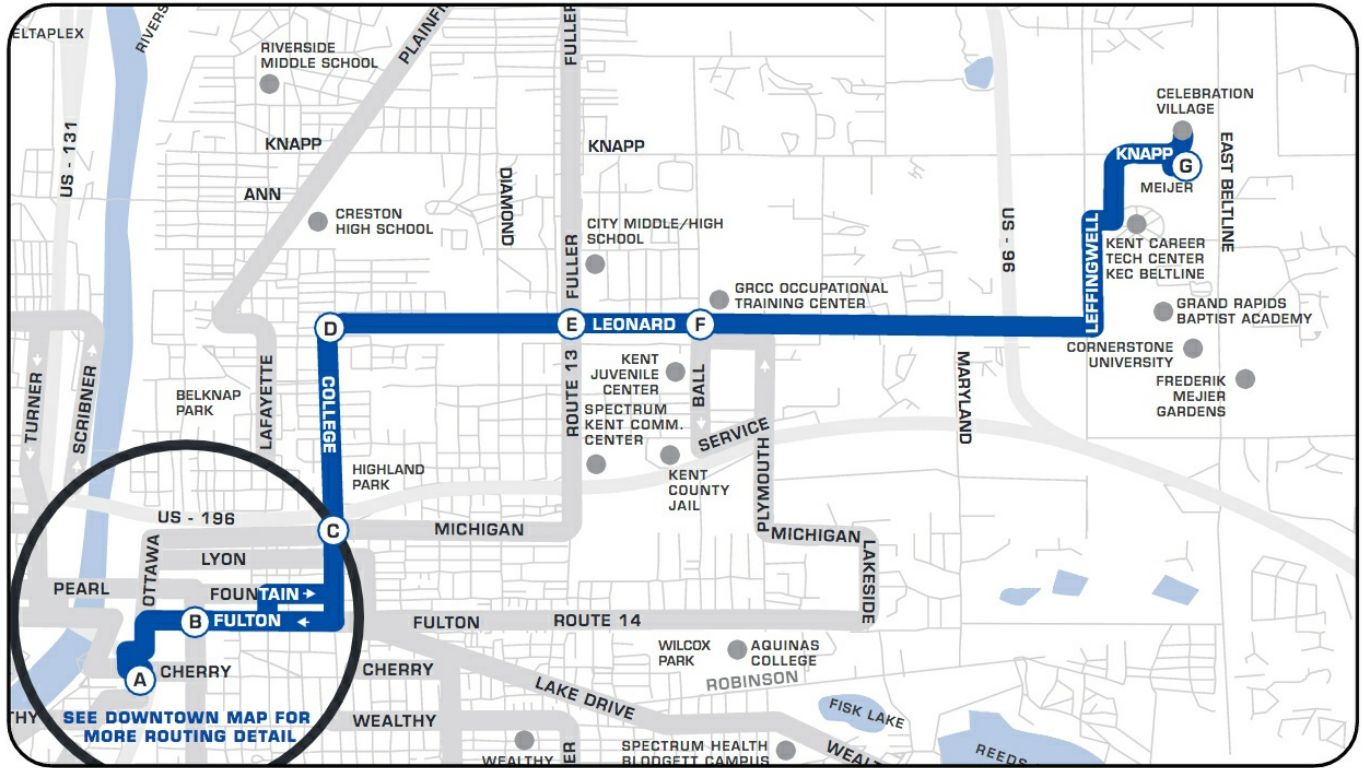 ELTAPLEX
RIVERS
RIVERSIDE
MIDDLE SCHOOL
PLAINFI
FULLER
CELEBRATION
VILLAGE
US - 131
KNAPP
KNAPP
KNAPP
G
MEIJER
EAST BELTLINE
ANN
DIAMOND
CRESTON
HIGH SCHOOL
CITY MIDDLE/HIGH
SCHOOL
FULLER
US - 96
LEFFINGWELL
KENT CAREER
TECH CENTER
KEC BELTLINE
GRCC OCCUPATIONAL
TRAINING CENTER
GRAND RAPIDS
BAPTIST ACADEMY
D
E
LEONARD
F
CORNERSTONE
UNIVERSITY
FREDERIK
MEIJER
GARDENS
TURNER
SCRIBNER
BELKNAP
PARK
LAFAYETTE
COLLEGE
ROUTE 13
KENT
JUVENILE
CENTER
BALL
MARYLAND
SPECTRUM
KENT COMM.
CENTER
SERVICE
PLYMOUTH
HIGHLAND
PARK
KENT
COUNTY
JAIL
US - 196
C
MICHIGAN
MICHIGAN
LAKESIDE
OTTAWA
LYON
PEARL
FOUNTAIN
B
FULTON
FULTON
ROUTE 14
A
CHERRY
CHERRY
WILCOX
PARK
AQUINAS
COLLEGE
ROBINSON
LAKE DRIVE
FISK LAKE
THY
SEE DOWNTOWN MAP FOR
MORE ROUTING DETAIL
WEALTHY
WEALTHY
ER
SPECTRUM HEALTH
BLODGETT CAMPUS
WEALT
REEDS